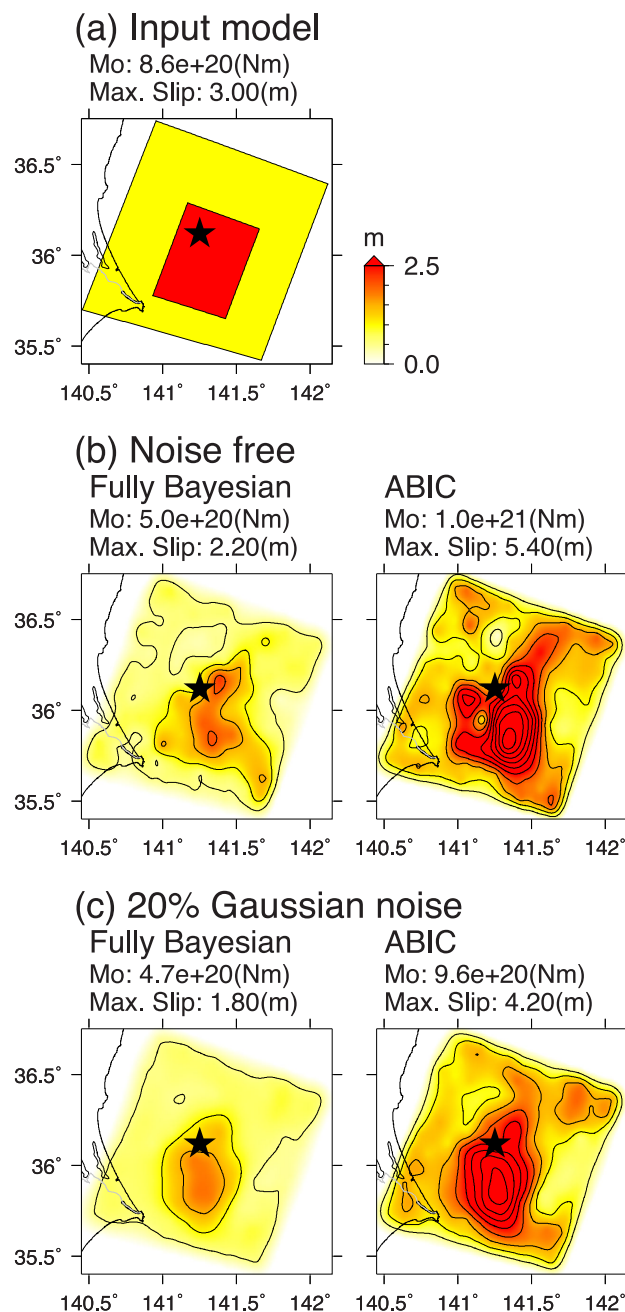 (a) Input model
Mo: 8.6e+20(Nm)
Max. Slip: 3.00(m)
36.5˚
36˚
35.5˚
140.5˚ 141˚ 141.5˚ 142˚
m
2.5
0.0
(b) Noise free
Fully Bayesian
Mo: 5.0e+20(Nm)
Max. Slip: 2.20(m)
36.5˚
36˚
35.5˚
140.5˚ 141˚ 141.5˚ 142˚
ABIC
Mo: 1.0e+21(Nm)
Max. Slip: 5.40(m)
140.5˚ 141˚ 141.5˚ 142˚
(c) 20% Gaussian noise
Fully Bayesian
Mo: 4.7e+20(Nm)
Max. Slip: 1.80(m)
36.5˚
36˚
35.5˚
140.5˚ 141˚ 141.5˚ 142˚
ABIC
Mo: 9.6e+20(Nm)
Max. Slip: 4.20(m)
140.5˚ 141˚ 141.5˚ 142˚